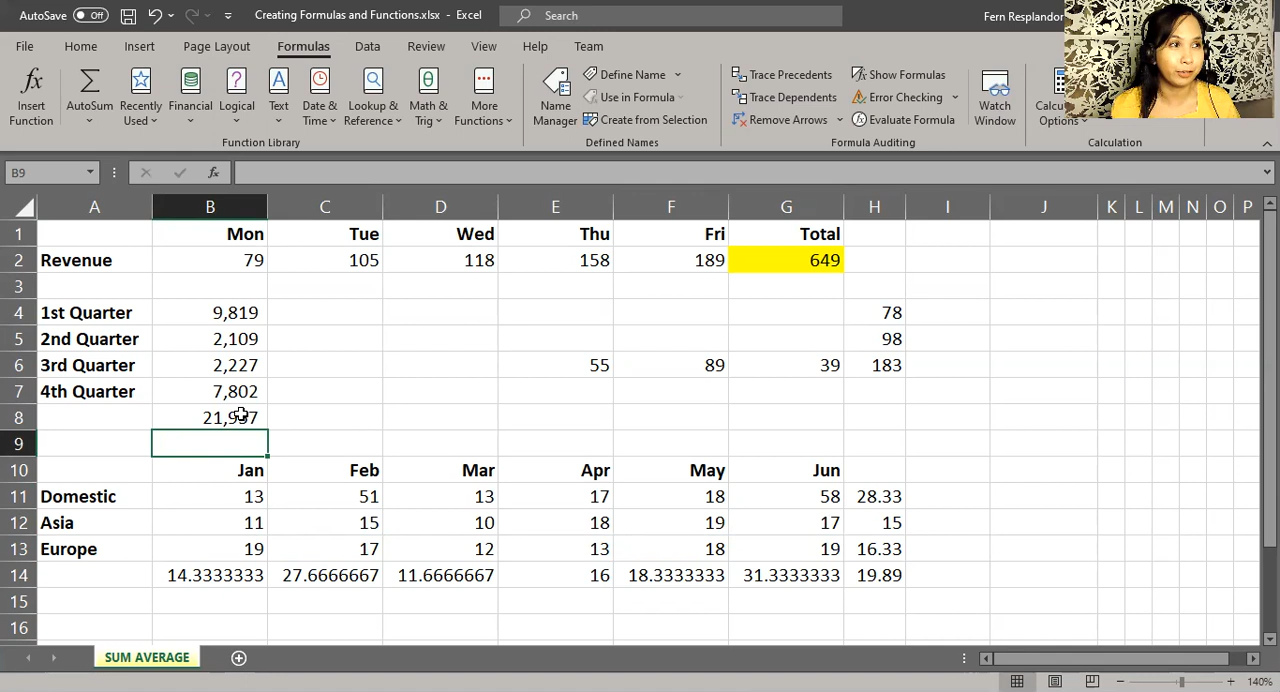 AutoSave Off Creating Formulas and Functions.xlsx - Excel Search Fern Resplandor
File Home Insert Page Layout Formulas Data Review View Help Team
Insert Function AutoSum Recently Used Financial Logical Text Date & Time Lookup & Reference Math & Trig More Functions Name Manager Define Name Use in Formula Create from Selection Trace Precedents Trace Dependents Remove Arrows Show Formulas Error Checking Evaluate Formula Watch Window Options
Function Library Defined Names Formula Auditing Calculation
B9 fx
A B C D E F G H I J K L M N O P
1 Mon Tue Wed Thu Fri Total
2 Revenue 79 105 118 158 189 649
3
4 1st Quarter 9,819 78
5 2nd Quarter 2,109 98
6 3rd Quarter 2,227 55 89 39 183
7 4th Quarter 7,802
8 21,957
9
10 Jan Feb Mar Apr May Jun
11 Domestic 13 51 13 17 18 58 28.33
12 Asia 11 15 10 18 19 17 15
13 Europe 19 17 12 13 18 19 16.33
14 14.3333333 27.6666667 11.6666667 16 18.3333333 31.3333333 19.89
15
16
SUM AVERAGE
140%